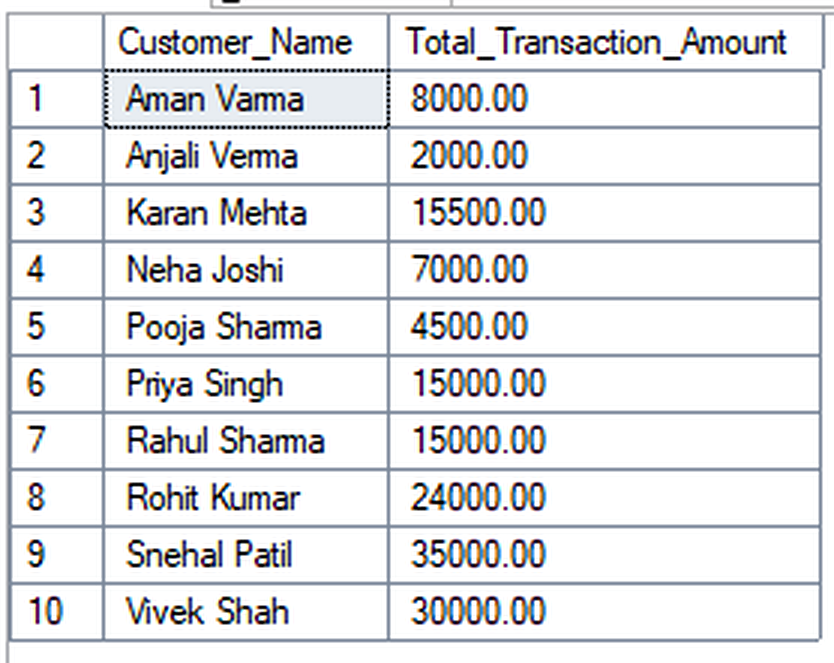 Customer_Name Total_Transaction_Amount
1 Aman Varma 8000.00
2 Anjali Verma 2000.00
3 Karan Mehta 15500.00
4 Neha Joshi 7000.00
5 Pooja Sharma 4500.00
6 Priya Singh 15000.00
7 Rahul Sharma 15000.00
8 Rohit Kumar 24000.00
9 Snehal Patil 35000.00
10 Vivek Shah 30000.00